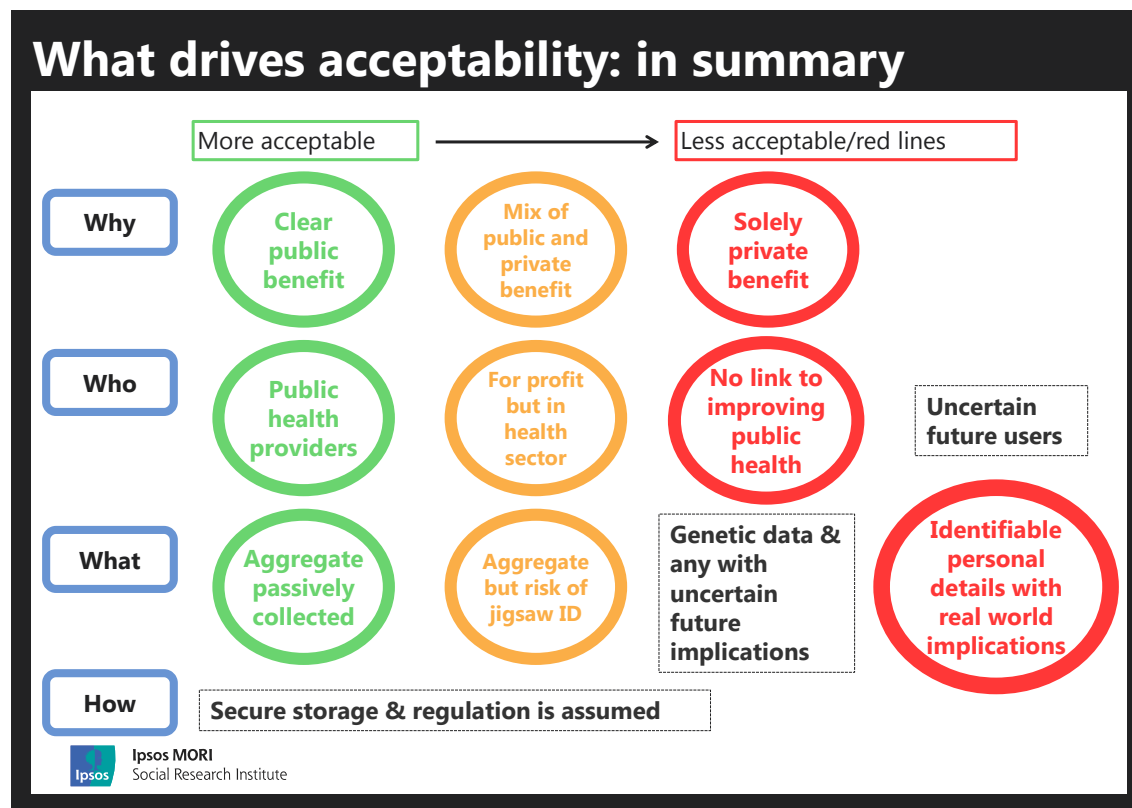 What drives acceptability: in summary
More acceptable
Less acceptable/red lines
Why
Clear
public
benefit
Mix of
public and
private
benefit
Solely
private
benefit
Who
Public
health
providers
For profit
but in
health
sector
No link to
improving
public
health
Uncertain
future users
What
Aggregate
passively
collected
Aggregate
but risk of
jigsaw ID
Genetic data &
any with
uncertain
future
implications
Identifiable
personal
details with
real world
implications
How
Secure storage & regulation is assumed
Ipsos
Ipsos MORI
Social Research Institute